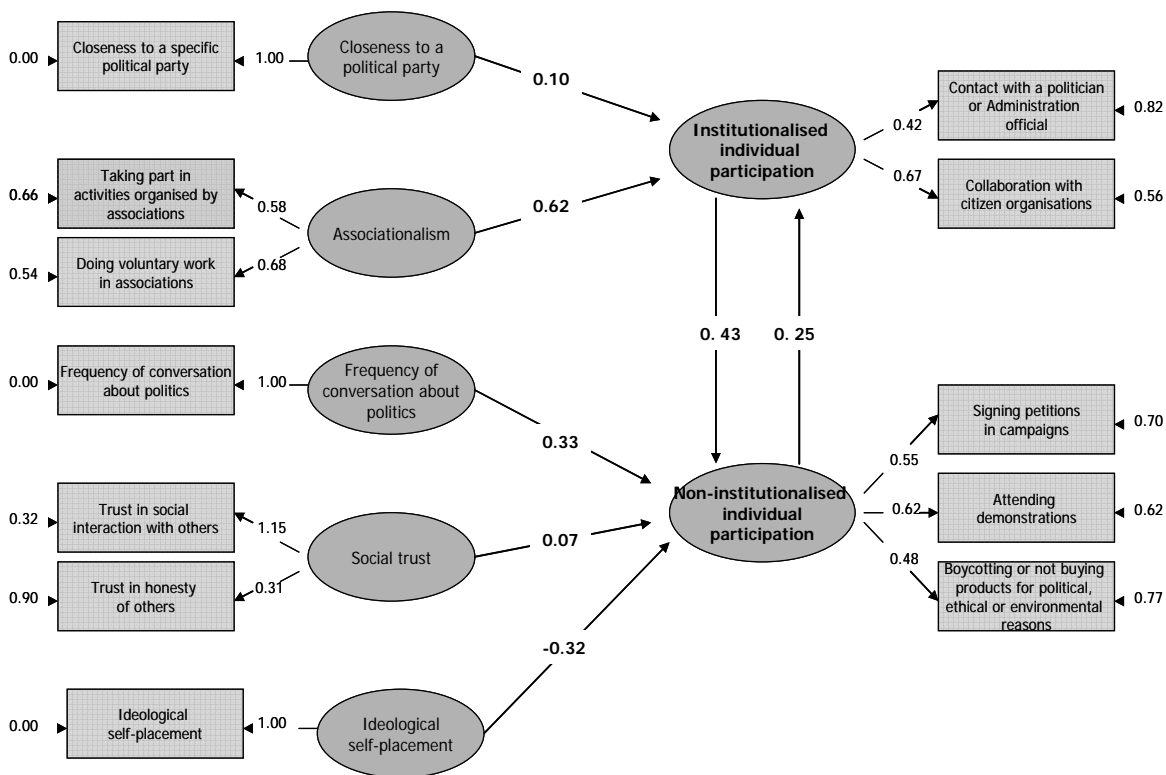 0.00
Closeness to a specific
political party
1.00
Closeness to a
political party
0.10
Institutionalised
individual
participation
0.42
Contact with a politician
or Administration
official
0.82
0.67
Collaboration with
citizen organisations
0.56
0.66
Taking part in
activities organised by
associations
0.58
Associationalism
0.62
0.54
Doing voluntary work
in associations
0.68
0. 43
0. 25
0.00
Frequency of conversation
about politics
1.00
Frequency of
conversation about
politics
0.33
Non-institutionalised
individual
participation
0.55
Signing petitions
in campaigns
0.70
0.62
Attending
demonstrations
0.62
0.48
Boycotting or not buying
products for political,
ethical or environmental
reasons
0.77
0.32
Trust in social
interaction with others
1.15
Social trust
0.07
0.90
Trust in honesty
of others
0.31
-0.32
0.00
Ideological
self-placement
1.00
Ideological
self-placement